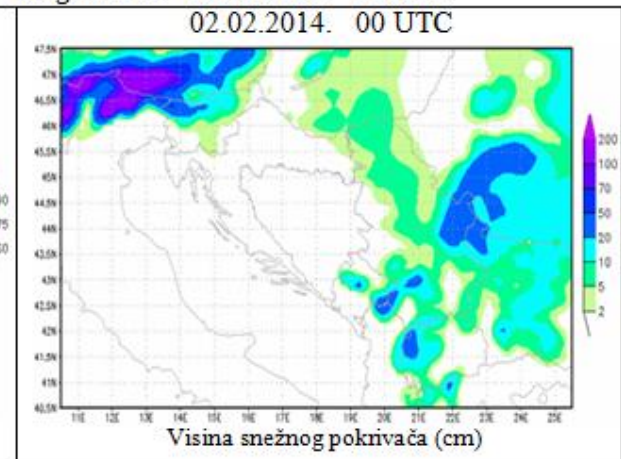 02.02.2014. 00 UTC
47.5N
47N
46.5N
46N
45.5N
45N
44.5N
44N
43.5N
43N
42.5N
42N
41.5N
41N
40.5N
11E 12E 13E 14E 15E 16E 17E 18E 19E 20E 21E 22E 23E 24E 25E
200
100
70
50
20
10
5
2
Visina snežnog pokrivača (cm)